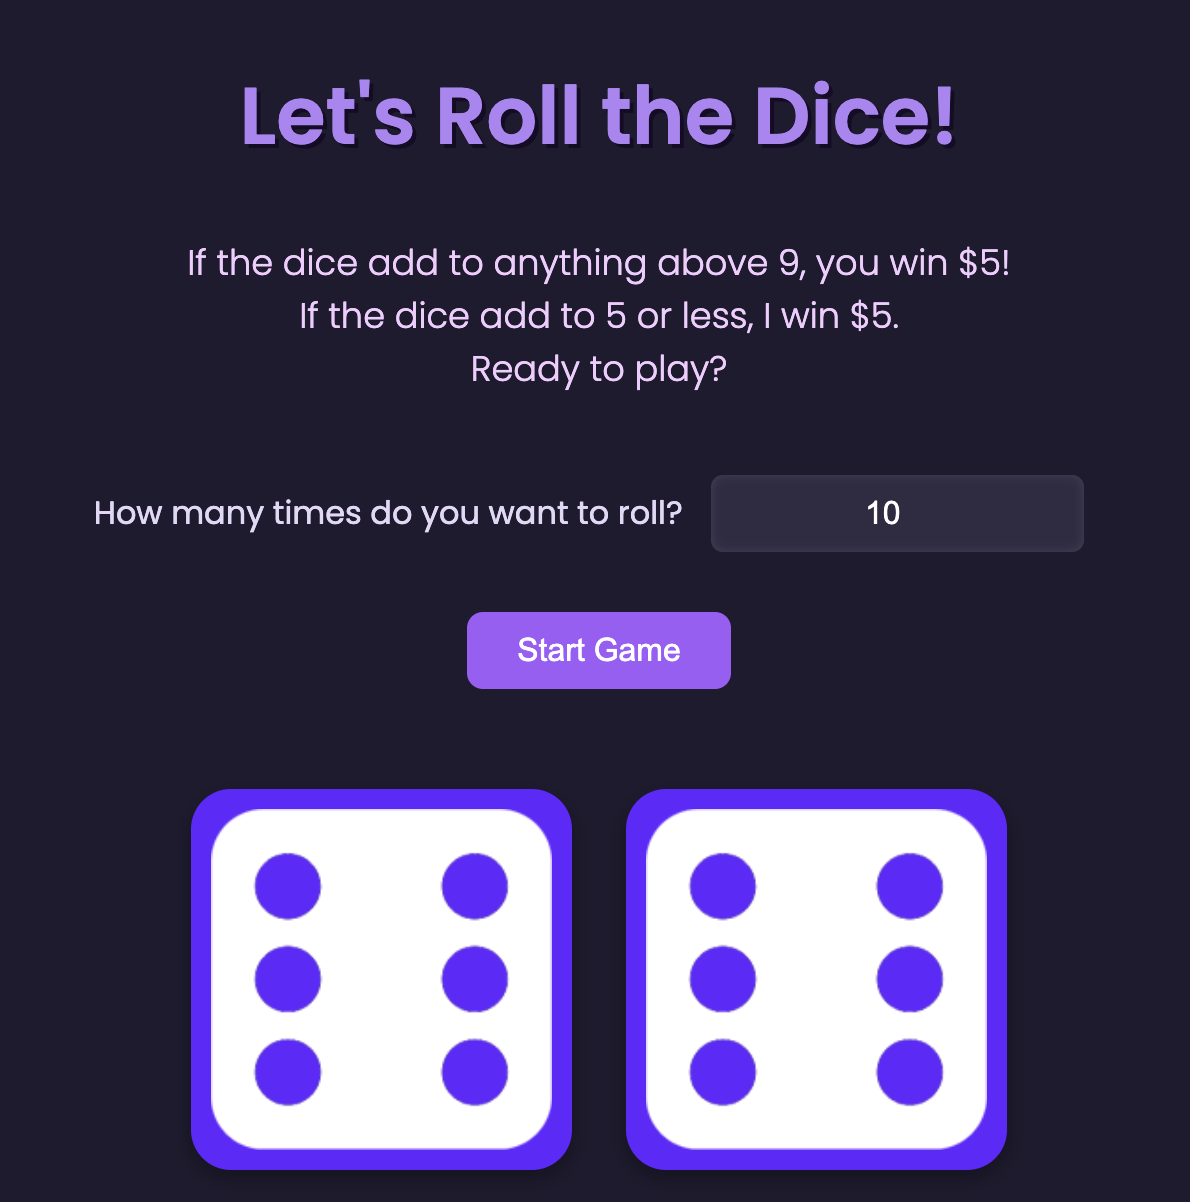 Let's Roll the Dice!
If the dice add to anything above 9, you win $5!
If the dice add to 5 or less, I win $5.
Ready to play?
How many times do you want to roll? 10
Start Game